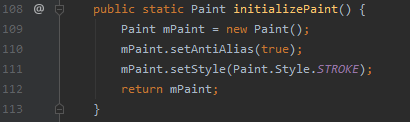 108 @ public static Paint initializePaint() {
109 Paint mPaint = new Paint();
110 mPaint.setAntiAlias(true);
111 mPaint.setStyle(Paint.Style.STROKE);
112 return mPaint;
113 }